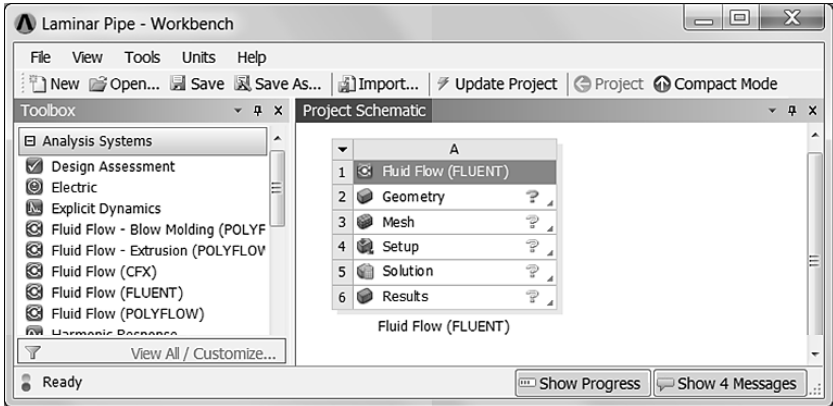 Laminar Pipe - Workbench
File View Tools Units Help
New Open... Save Save As... Import... Update Project Project Compact Mode
Toolbox
Project Schematic
Analysis Systems
Design Assessment
Electric
Explicit Dynamics
Fluid Flow - Blow Molding (POLYF
Fluid Flow - Extrusion (POLYFLOW
Fluid Flow (CFX)
Fluid Flow (FLUENT)
Fluid Flow (POLYFLOW)
Harmonic Response
View All / Customize...
A
1 Fluid Flow (FLUENT)
2 Geometry ?
3 Mesh ?
4 Setup ?
5 Solution ?
6 Results ?
Fluid Flow (FLUENT)
Ready
Show Progress Show 4 Messages